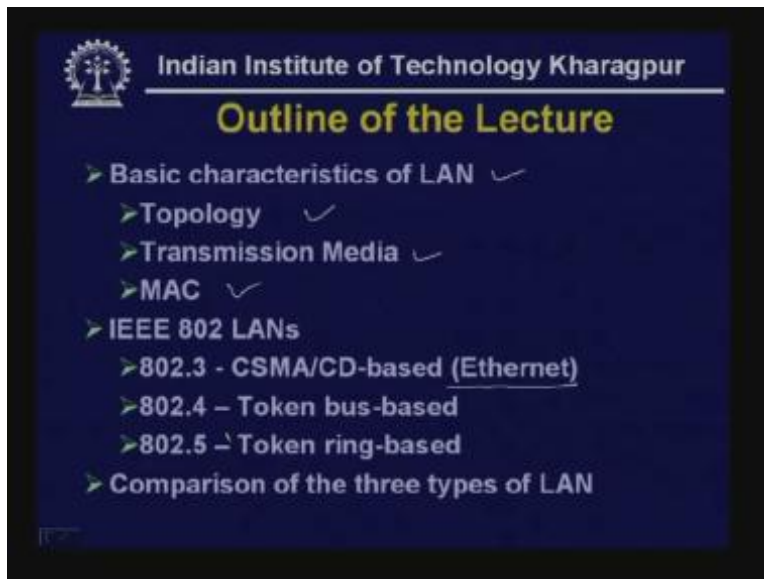 Indian Institute of Technology Kharagpur
Outline of the Lecture
➢ Basic characteristics of LAN ✓
➢Topology ✓
➢Transmission Media ✓
➢MAC ✓
➢ IEEE 802 LANs
➢802.3 - CSMA/CD-based (Ethernet)
➢802.4 – Token bus-based
➢802.5 – Token ring-based
➢ Comparison of the three types of LAN